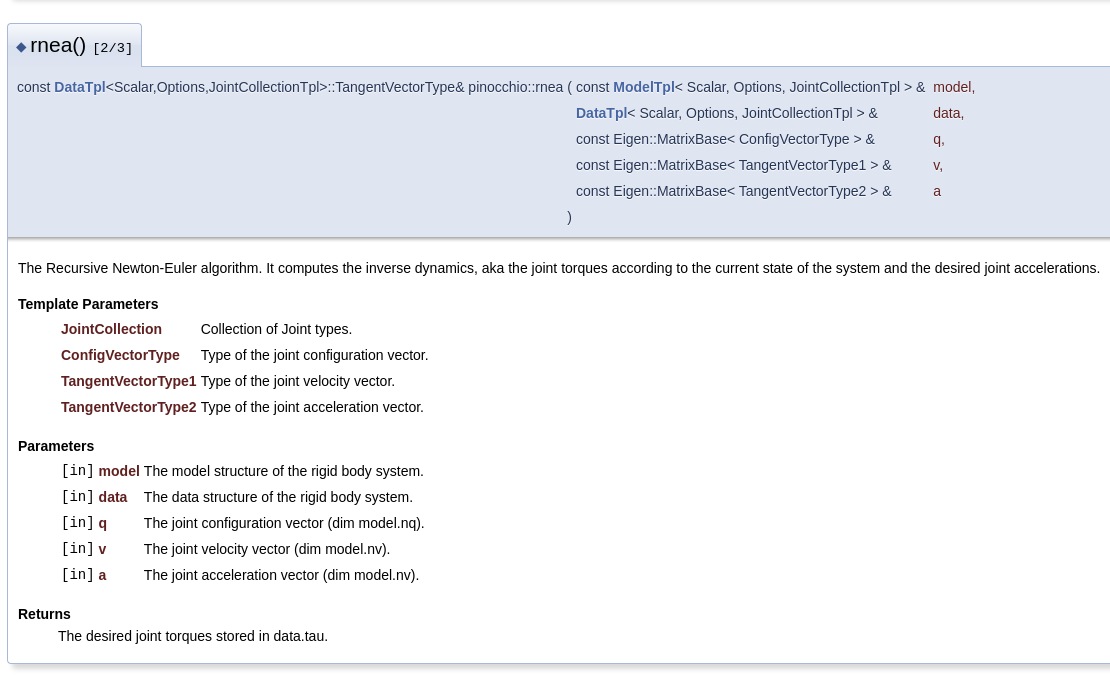 ◆ rnea() [2/3]
const DataTpl<Scalar,Options,JointCollectionTpl>::TangentVectorType& pinocchio::rnea ( const ModelTpl< Scalar, Options, JointCollectionTpl > & model,
DataTpl< Scalar, Options, JointCollectionTpl > & data,
const Eigen::MatrixBase< ConfigVectorType > & q,
const Eigen::MatrixBase< TangentVectorType1 > & v,
const Eigen::MatrixBase< TangentVectorType2 > & a
)
The Recursive Newton-Euler algorithm. It computes the inverse dynamics, aka the joint torques according to the current state of the system and the desired joint accelerations.
Template Parameters
JointCollection Collection of Joint types.
ConfigVectorType Type of the joint configuration vector.
TangentVectorType1 Type of the joint velocity vector.
TangentVectorType2 Type of the joint acceleration vector.
Parameters
[in] model The model structure of the rigid body system.
[in] data The data structure of the rigid body system.
[in] q The joint configuration vector (dim model.nq).
[in] v The joint velocity vector (dim model.nv).
[in] a The joint acceleration vector (dim model.nv).
Returns
The desired joint torques stored in data.tau.